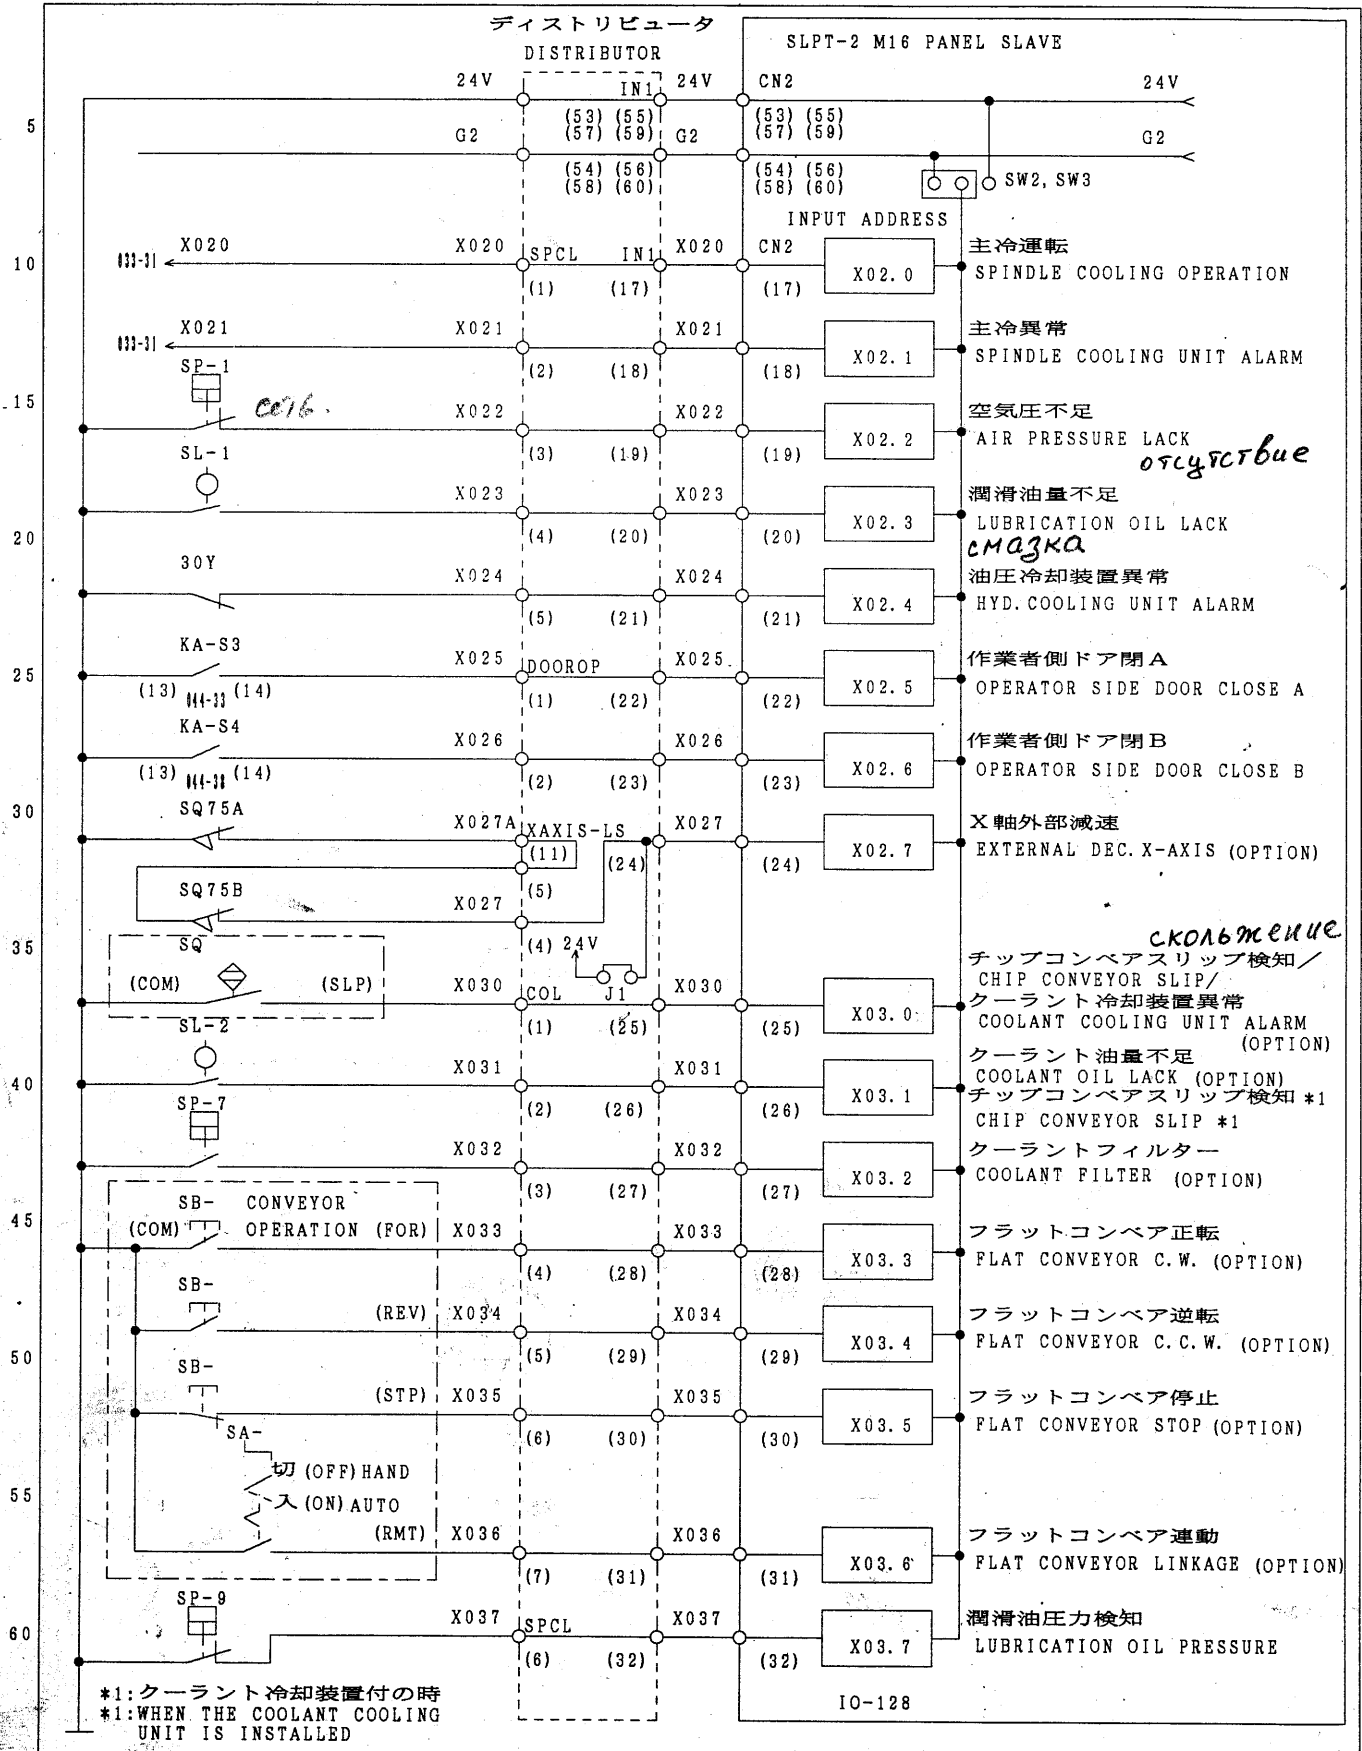 ディストリビュータ
DISTRIBUTOR
SLPT-2 M16 PANEL SLAVE
24V IN1 24V CN2 24V
5 (53) (55) (53) (55)
G2 (57) (59) G2 (57) (59) G2
(54) (56) (54) (56)
(58) (60) (58) (60) SW2, SW3
INPUT ADDRESS
X020 X020 SPCL IN1 X020 CN2 主冷運転
10 033-31 X02.0 SPINDLE COOLING OPERATION
(1) (17) (17)
X021 X021 X021 主冷異常
033-31 X02.1 SPINDLE COOLING UNIT ALARM
SP-1 (2) (18) (18)
15 X022 X022 空気圧不足
X02.2 AIR PRESSURE LACK
SL-1 (3) (19) (19) отсутствие
X023 X023 潤滑油量不足
X02.3 LUBRICATION OIL LACK
20 (4) (20) (20) смазка
30Y X024 X024 油圧冷却装置異常
X02.4 HYD.COOLING UNIT ALARM
(5) (21) (21)
KA-S3 X025 DOOROP X025 作業者側ドア閉A
25 (13) 044-33 (14) X02.5 OPERATOR SIDE DOOR CLOSE A
(1) (22) (22)
KA-S4 X026 X026 作業者側ドア閉B
(13) 044-38 (14) X02.6 OPERATOR SIDE DOOR CLOSE B
(2) (23) (23)
30 SQ75A X027A XAXIS-LS X027 X軸外部減速
(11) (24) (24) X02.7 EXTERNAL DEC.X-AXIS (OPTION)
SQ75B X027 (5)
35 SQ (4) 24V скольжение
チップコンベアスリップ検知/
(COM) (SLP) X030 COL J1 X030 CHIP CONVEYOR SLIP/
X03.0 クーラント冷却装置異常
SL-2 (1) (25) (25) COOLANT COOLING UNIT ALARM
(OPTION)
40 X031 X031 クーラント油量不足
COOLANT OIL LACK (OPTION)
SP-7 (2) (26) (26) X03.1 チップコンベアスリップ検知 *1
CHIP CONVEYOR SLIP *1
X032 X032 クーラントフィルター
(3) (27) (27) X03.2 COOLANT FILTER (OPTION)
45 SB- CONVEYOR
(COM) OPERATION (FOR) X033 X033 フラットコンベア正転
(4) (28) (28) X03.3 FLAT CONVEYOR C.W. (OPTION)
SB-
(REV) X034 X034 フラットコンベア逆転
50 (5) (29) (29) X03.4 FLAT CONVEYOR C.C.W. (OPTION)
SB-
(STP) X035 X035 フラットコンベア停止
SA- (6) (30) (30) X03.5 FLAT CONVEYOR STOP (OPTION)
切 (OFF) HAND
55 入 (ON) AUTO
(RMT) X036 X036 フラットコンベア連動
(7) (31) (31) X03.6 FLAT CONVEYOR LINKAGE (OPTION)
SP-9
60 X037 SPCL X037 潤滑油圧力検知
(6) (32) (32) X03.7 LUBRICATION OIL PRESSURE
*1:クーラント冷却装置付の時
*1:WHEN THE COOLANT COOLING
UNIT IS INSTALLED
IO-128